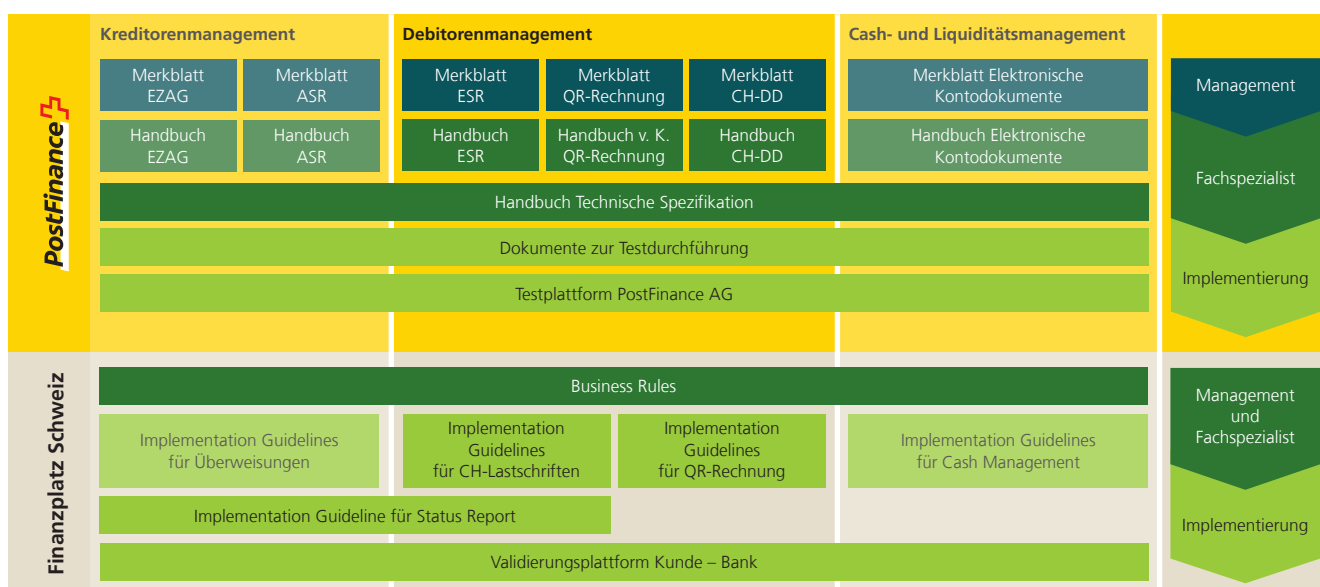 Kreditorenmanagement
Debitorenmanagement
Cash- und Liquiditätsmanagement
PostFinance
Merkblatt
EZAG
Merkblatt
ASR
Merkblatt
ESR
Merkblatt
QR-Rechnung
Merkblatt
CH-DD
Merkblatt Elektronische
Kontodokumente
Management
Handbuch
EZAG
Handbuch
ASR
Handbuch
ESR
Handbuch v. K.
QR-Rechnung
Handbuch
CH-DD
Handbuch Elektronische
Kontodokumente
Fachspezialist
Handbuch Technische Spezifikation
Dokumente zur Testdurchführung
Implementierung
Testplattform PostFinance AG
Finanzplatz Schweiz
Business Rules
Management
und
Fachspezialist
Implementation Guidelines
für Überweisungen
Implementation
Guidelines
für CH-Lastschriften
Implementation
Guidelines
für QR-Rechnung
Implementation Guidelines
für Cash Management
Implementation Guideline für Status Report
Implementierung
Validierungsplattform Kunde – Bank